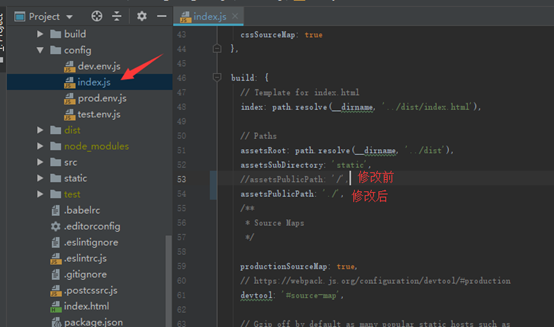 Project
build
config
dev.env.js
index.js
prod.env.js
test.env.js
dist
node_modules
src
static
test
.babelrc
.editorconfig
.eslintignore
.eslintrc.js
.gitignore
.postcssrc.js
index.html
package.json
index.js
43 cssSourceMap: true
44 },
45
46 build: {
47 // Template for index.html
48 index: path.resolve(__dirname, '../dist/index.html'),
49
50 // Paths
51 assetsRoot: path.resolve(__dirname, '../dist'),
52 assetsSubDirectory: 'static',
53 //assetsPublicPath: '/', 修改前
54 assetsPublicPath: './', 修改后
55 /**
56 * Source Maps
57 */
58
59 productionSourceMap: true,
60 // https://webpack.js.org/configuration/devtool/#production
61 devtool: '#source-map',
62
63 // Gzip off by default as many popular static hosts such as